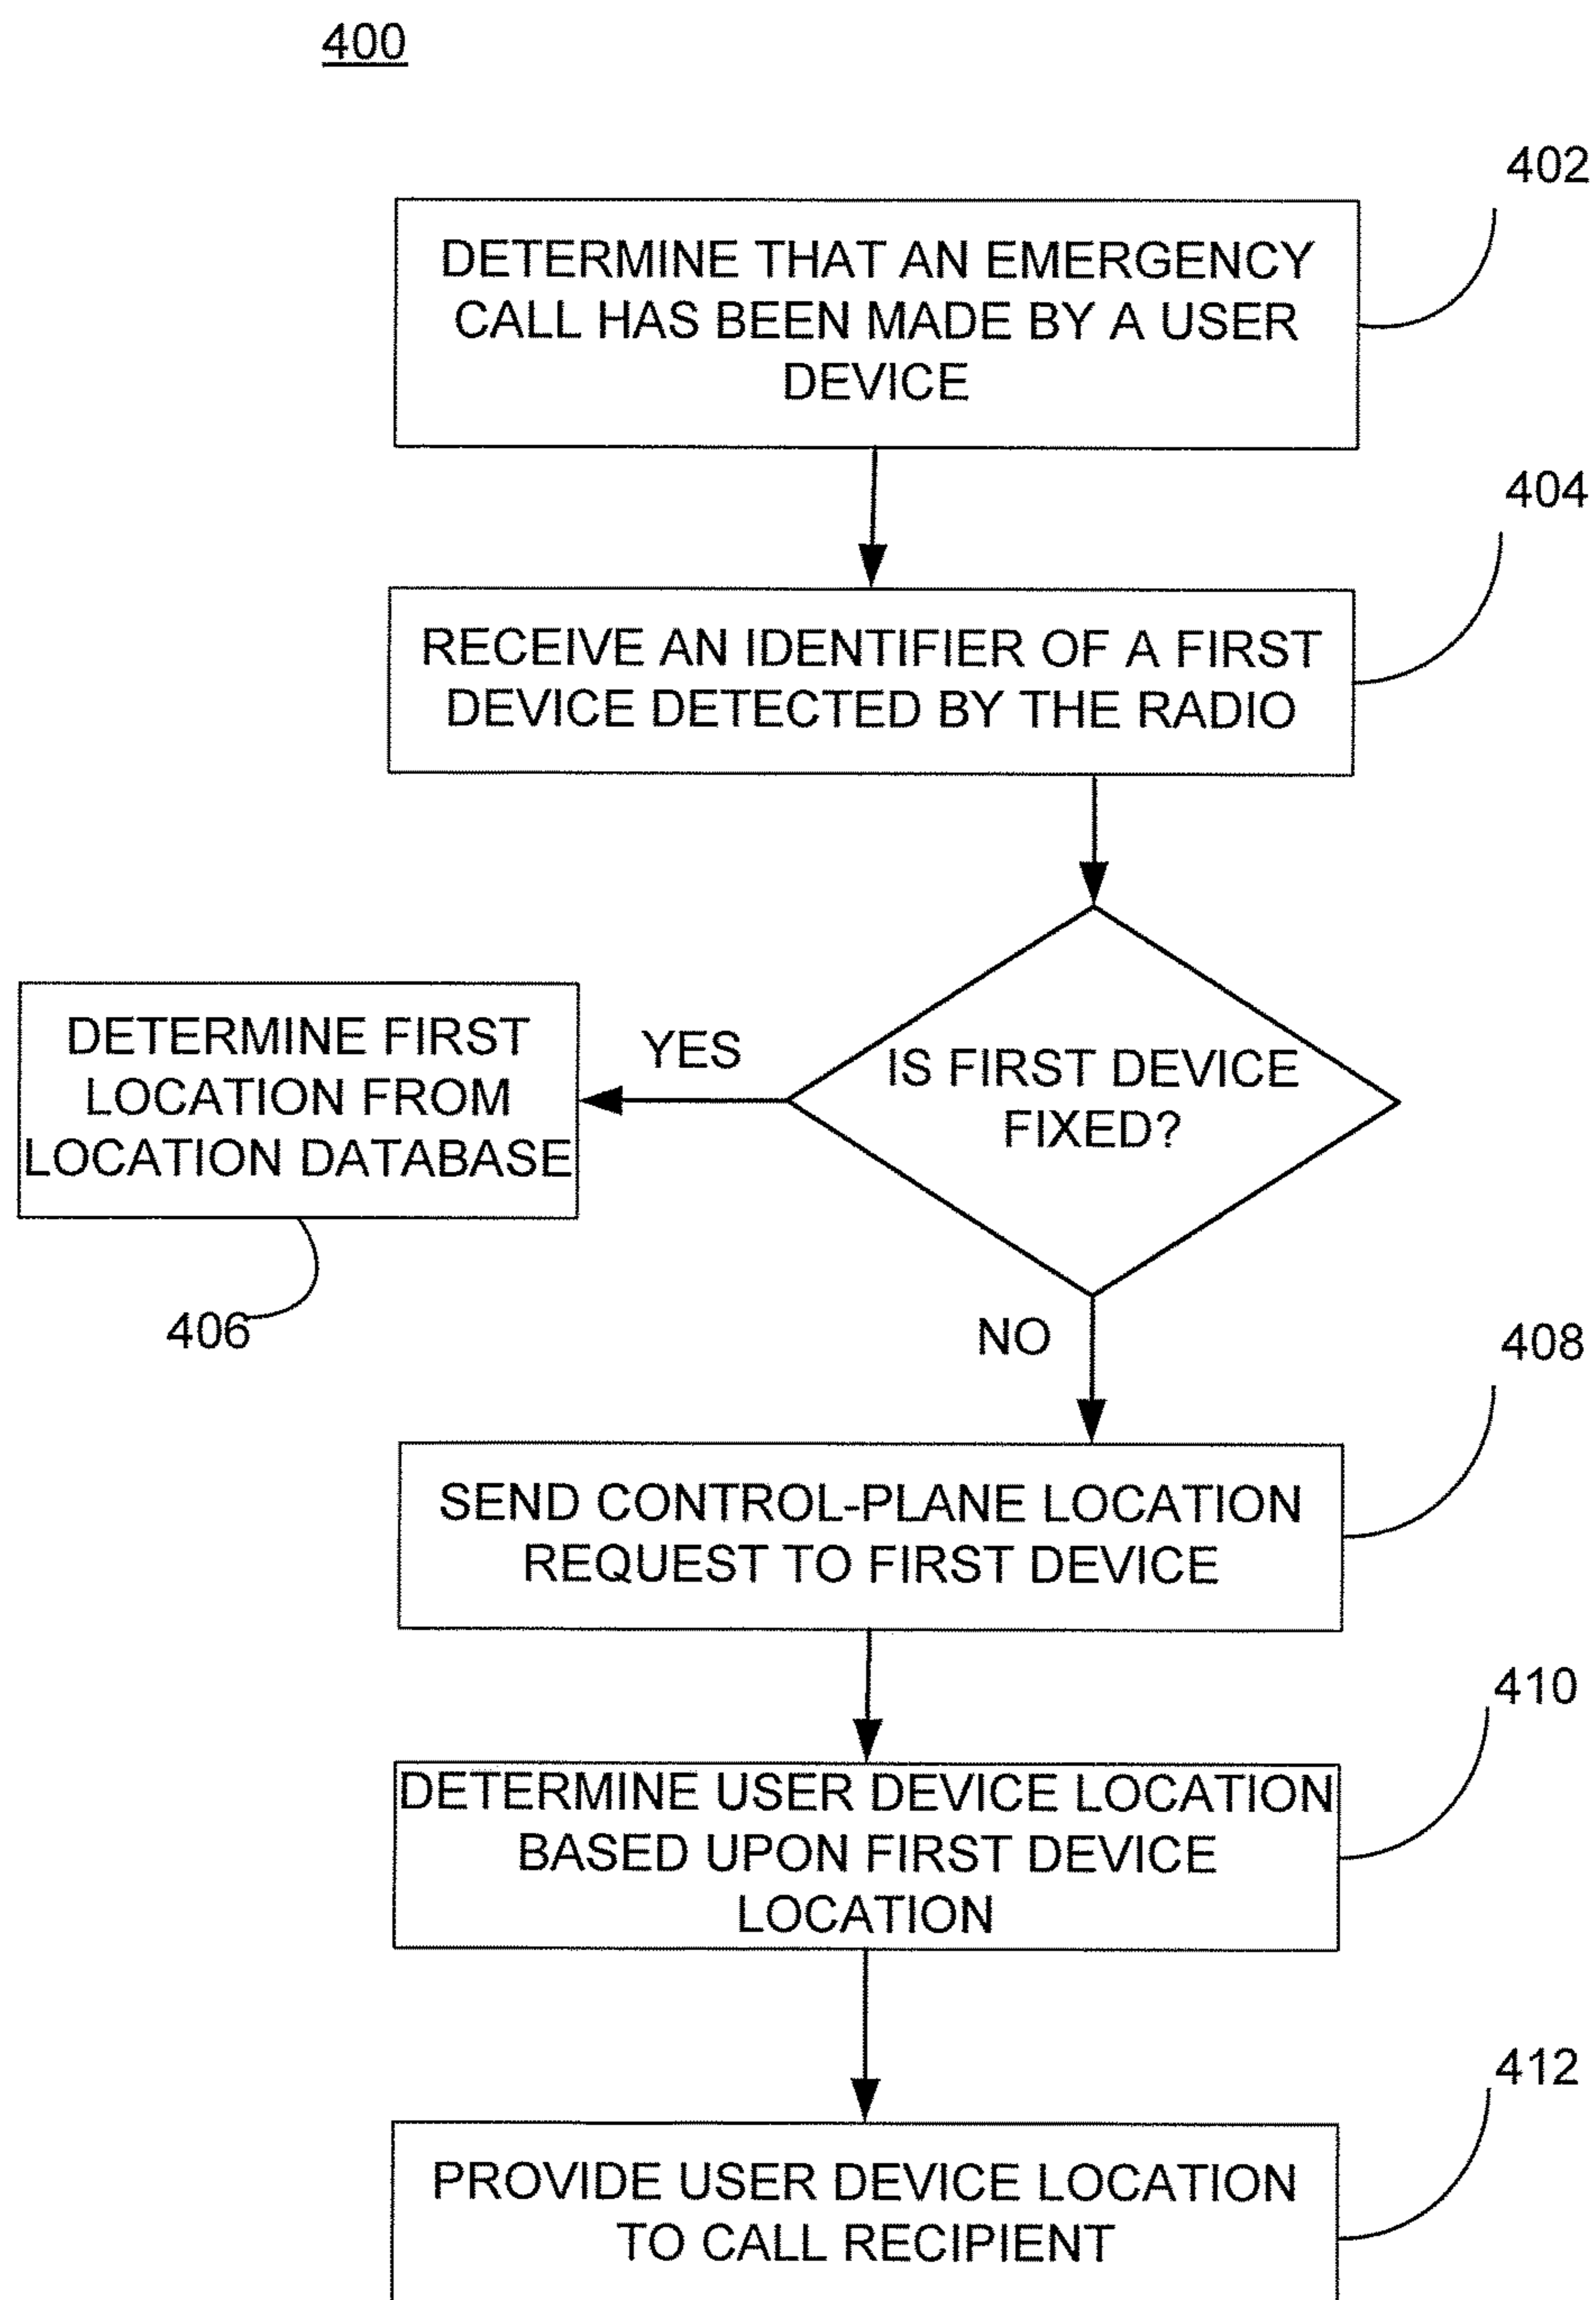 400
402
DETERMINE THAT AN EMERGENCY
CALL HAS BEEN MADE BY A USER
DEVICE
404
RECEIVE AN IDENTIFIER OF A FIRST
DEVICE DETECTED BY THE RADIO
DETERMINE FIRST
LOCATION FROM
LOCATION DATABASE
YES
IS FIRST DEVICE
FIXED?
406
NO
408
SEND CONTROL-PLANE LOCATION
REQUEST TO FIRST DEVICE
410
DETERMINE USER DEVICE LOCATION
BASED UPON FIRST DEVICE
LOCATION
412
PROVIDE USER DEVICE LOCATION
TO CALL RECIPIENT